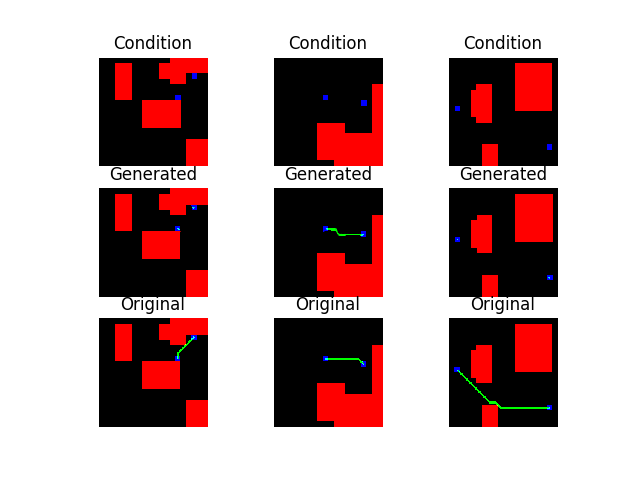 Condition Condition Condition
Generated Generated Generated
Original Original Original